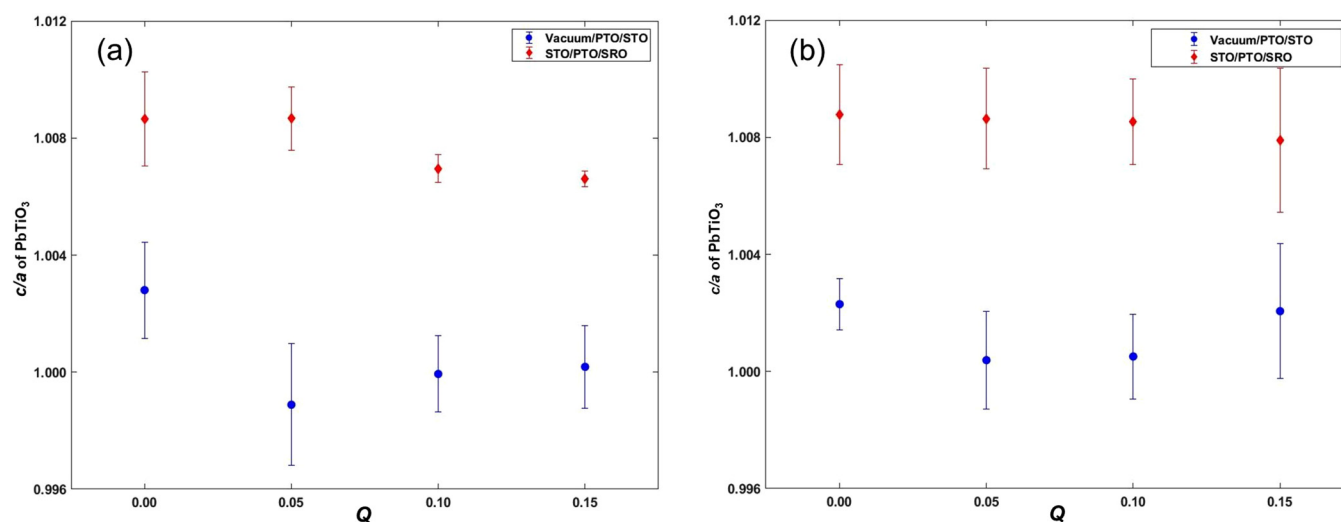 (a)
Vacuum/PTO/STO
STO/PTO/SRO
1.012
1.008
1.004
1.000
0.996
c/a of PbTiO₃
0.00 0.05 0.10 0.15
Q
(b)
Vacuum/PTO/STO
STO/PTO/SRO
1.012
1.008
1.004
1.000
0.996
c/a of PbTiO₃
0.00 0.05 0.10 0.15
Q